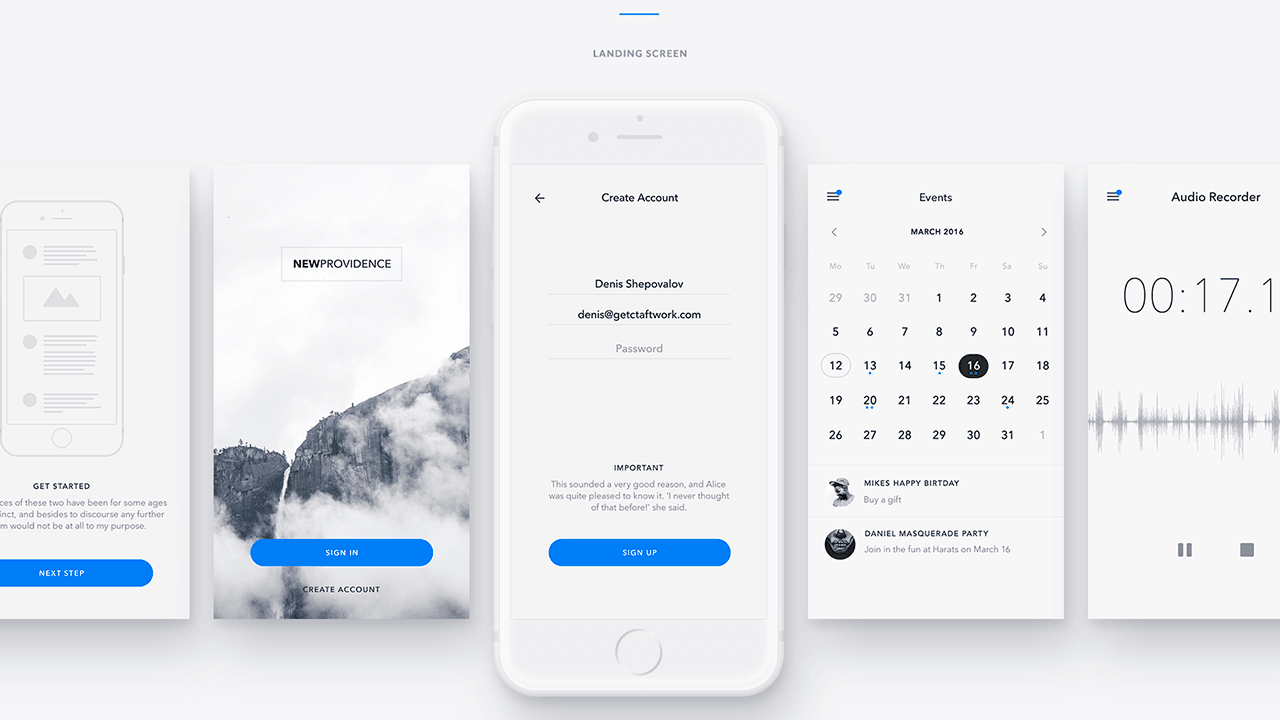 LANDING SCREEN
GET STARTED
ces of these two have been for some ages
inct, and besides to discourse any further
m would not be at all to my purpose.
NEXT STEP
NEWPROVIDENCE
SIGN IN
CREATE ACCOUNT
Create Account
Denis Shepovalov
denis@getctaftwork.com
Password
IMPORTANT
This sounded a very good reason, and Alice
was quite pleased to know it. 'I never thought
of that before!' she said.
SIGN UP
Events
MARCH 2016
Mo Tu We Th Fr Sa Su
29 30 31 1 2 3 4
5 6 7 8 9 10 11
12 13 14 15 16 17 18
19 20 21 22 23 24 25
26 27 28 29 30 31 1
MIKES HAPPY BIRTDAY
Buy a gift
DANIEL MASQUERADE PARTY
Join in the fun at Harats on March 16
Audio Recorder
00:17.1